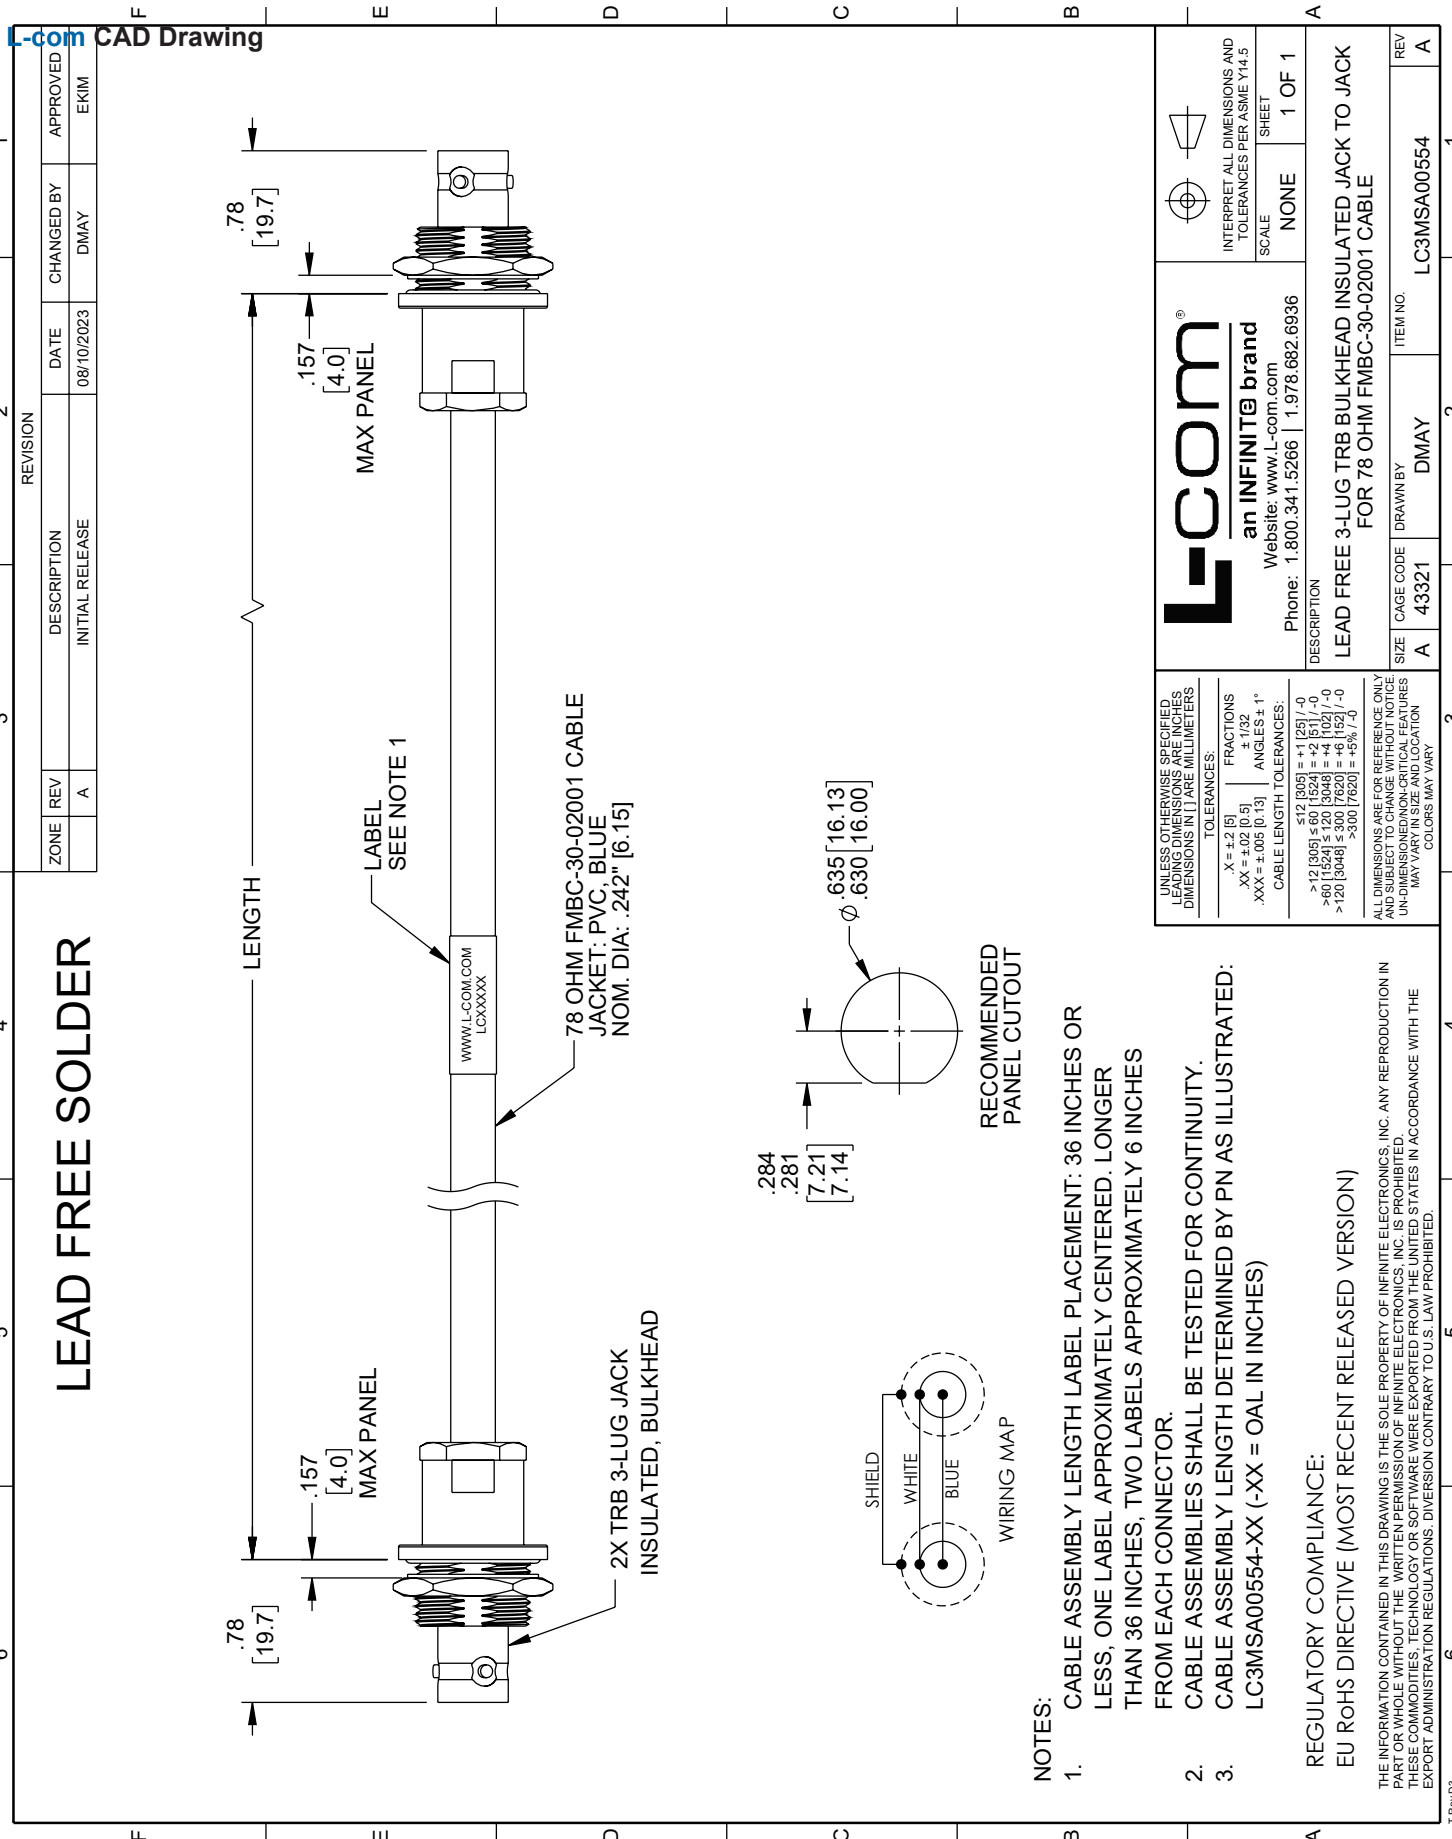 L-com CAD Drawing
LEAD FREE SOLDER
REVISION
ZONE REV DESCRIPTION DATE CHANGED BY APPROVED
A INITIAL RELEASE 08/10/2023 DMAY EKIM
.78
[19.7]
.157
[4.0]
MAX PANEL
LENGTH
.157
[4.0]
MAX PANEL
.78
[19.7]
LABEL
SEE NOTE 1
WWW.L-COM.COM
LCXXXXX
2X TRB 3-LUG JACK
INSULATED, BULKHEAD
78 OHM FMBC-30-02001 CABLE
JACKET: PVC, BLUE
NOM. DIA: .242" [6.15]
SHIELD
WHITE
BLUE
WIRING MAP
.284
.281
[7.21
7.14]
Ø .635 [16.13
.630 16.00]
RECOMMENDED
PANEL CUTOUT
NOTES:
1. CABLE ASSEMBLY LENGTH LABEL PLACEMENT: 36 INCHES OR
LESS, ONE LABEL APPROXIMATELY CENTERED. LONGER
THAN 36 INCHES, TWO LABELS APPROXIMATELY 6 INCHES
FROM EACH CONNECTOR.
2. CABLE ASSEMBLIES SHALL BE TESTED FOR CONTINUITY.
3. CABLE ASSEMBLY LENGTH DETERMINED BY PN AS ILLUSTRATED:
LC3MSA00554-XX (-XX = OAL IN INCHES)
REGULATORY COMPLIANCE:
EU RoHS DIRECTIVE (MOST RECENT RELEASED VERSION)
THE INFORMATION CONTAINED IN THIS DRAWING IS THE SOLE PROPERTY OF INFINITE ELECTRONICS, INC. ANY REPRODUCTION IN
PART OR WHOLE WITHOUT THE WRITTEN PERMISSION OF INFINITE ELECTRONICS, INC. IS PROHIBITED.
THESE COMMODITIES, TECHNOLOGY OR SOFTWARE WERE EXPORTED FROM THE UNITED STATES IN ACCORDANCE WITH THE
EXPORT ADMINISTRATION REGULATIONS. DIVERSION CONTRARY TO U.S. LAW PROHIBITED.
UNLESS OTHERWISE SPECIFIED
LEADING DIMENSIONS ARE INCHES
DIMENSIONS IN [ ] ARE MILLIMETERS
TOLERANCES:
.X = ±.2 [5] FRACTIONS
.XX = ±.02 [0.5] ± 1/32
.XXX = ±.005 [0.13] ANGLES ± 1°
CABLE LENGTH TOLERANCES:
≤12 [305] = +1 [25] / -0
>12 [305] ≤ 60 [1524] = +2 [51] / -0
>60 [1524] ≤ 120 [3048] = +4 [102] / -0
>120 [3048] ≤ 300 [7620] = +6 [152] / -0
>300 [7620] = +5% / -0
ALL DIMENSIONS ARE FOR REFERENCE ONLY
AND SUBJECT TO CHANGE WITHOUT NOTICE.
UN-DIMENSIONED/NON-CRITICAL FEATURES
MAY VARY IN SIZE AND LOCATION
COLORS MAY VARY
L-com®
an INFINITe brand
Website: www.L-com.com
Phone: 1.800.341.5266 | 1.978.682.6936
INTERPRET ALL DIMENSIONS AND
TOLERANCES PER ASME Y14.5
SCALE NONE
SHEET 1 OF 1
DESCRIPTION
LEAD FREE 3-LUG TRB BULKHEAD INSULATED JACK TO JACK
FOR 78 OHM FMBC-30-02001 CABLE
SIZE A
CAGE CODE 43321
DRAWN BY DMAY
ITEM NO. LC3MSA00554
REV A
F E D C B A